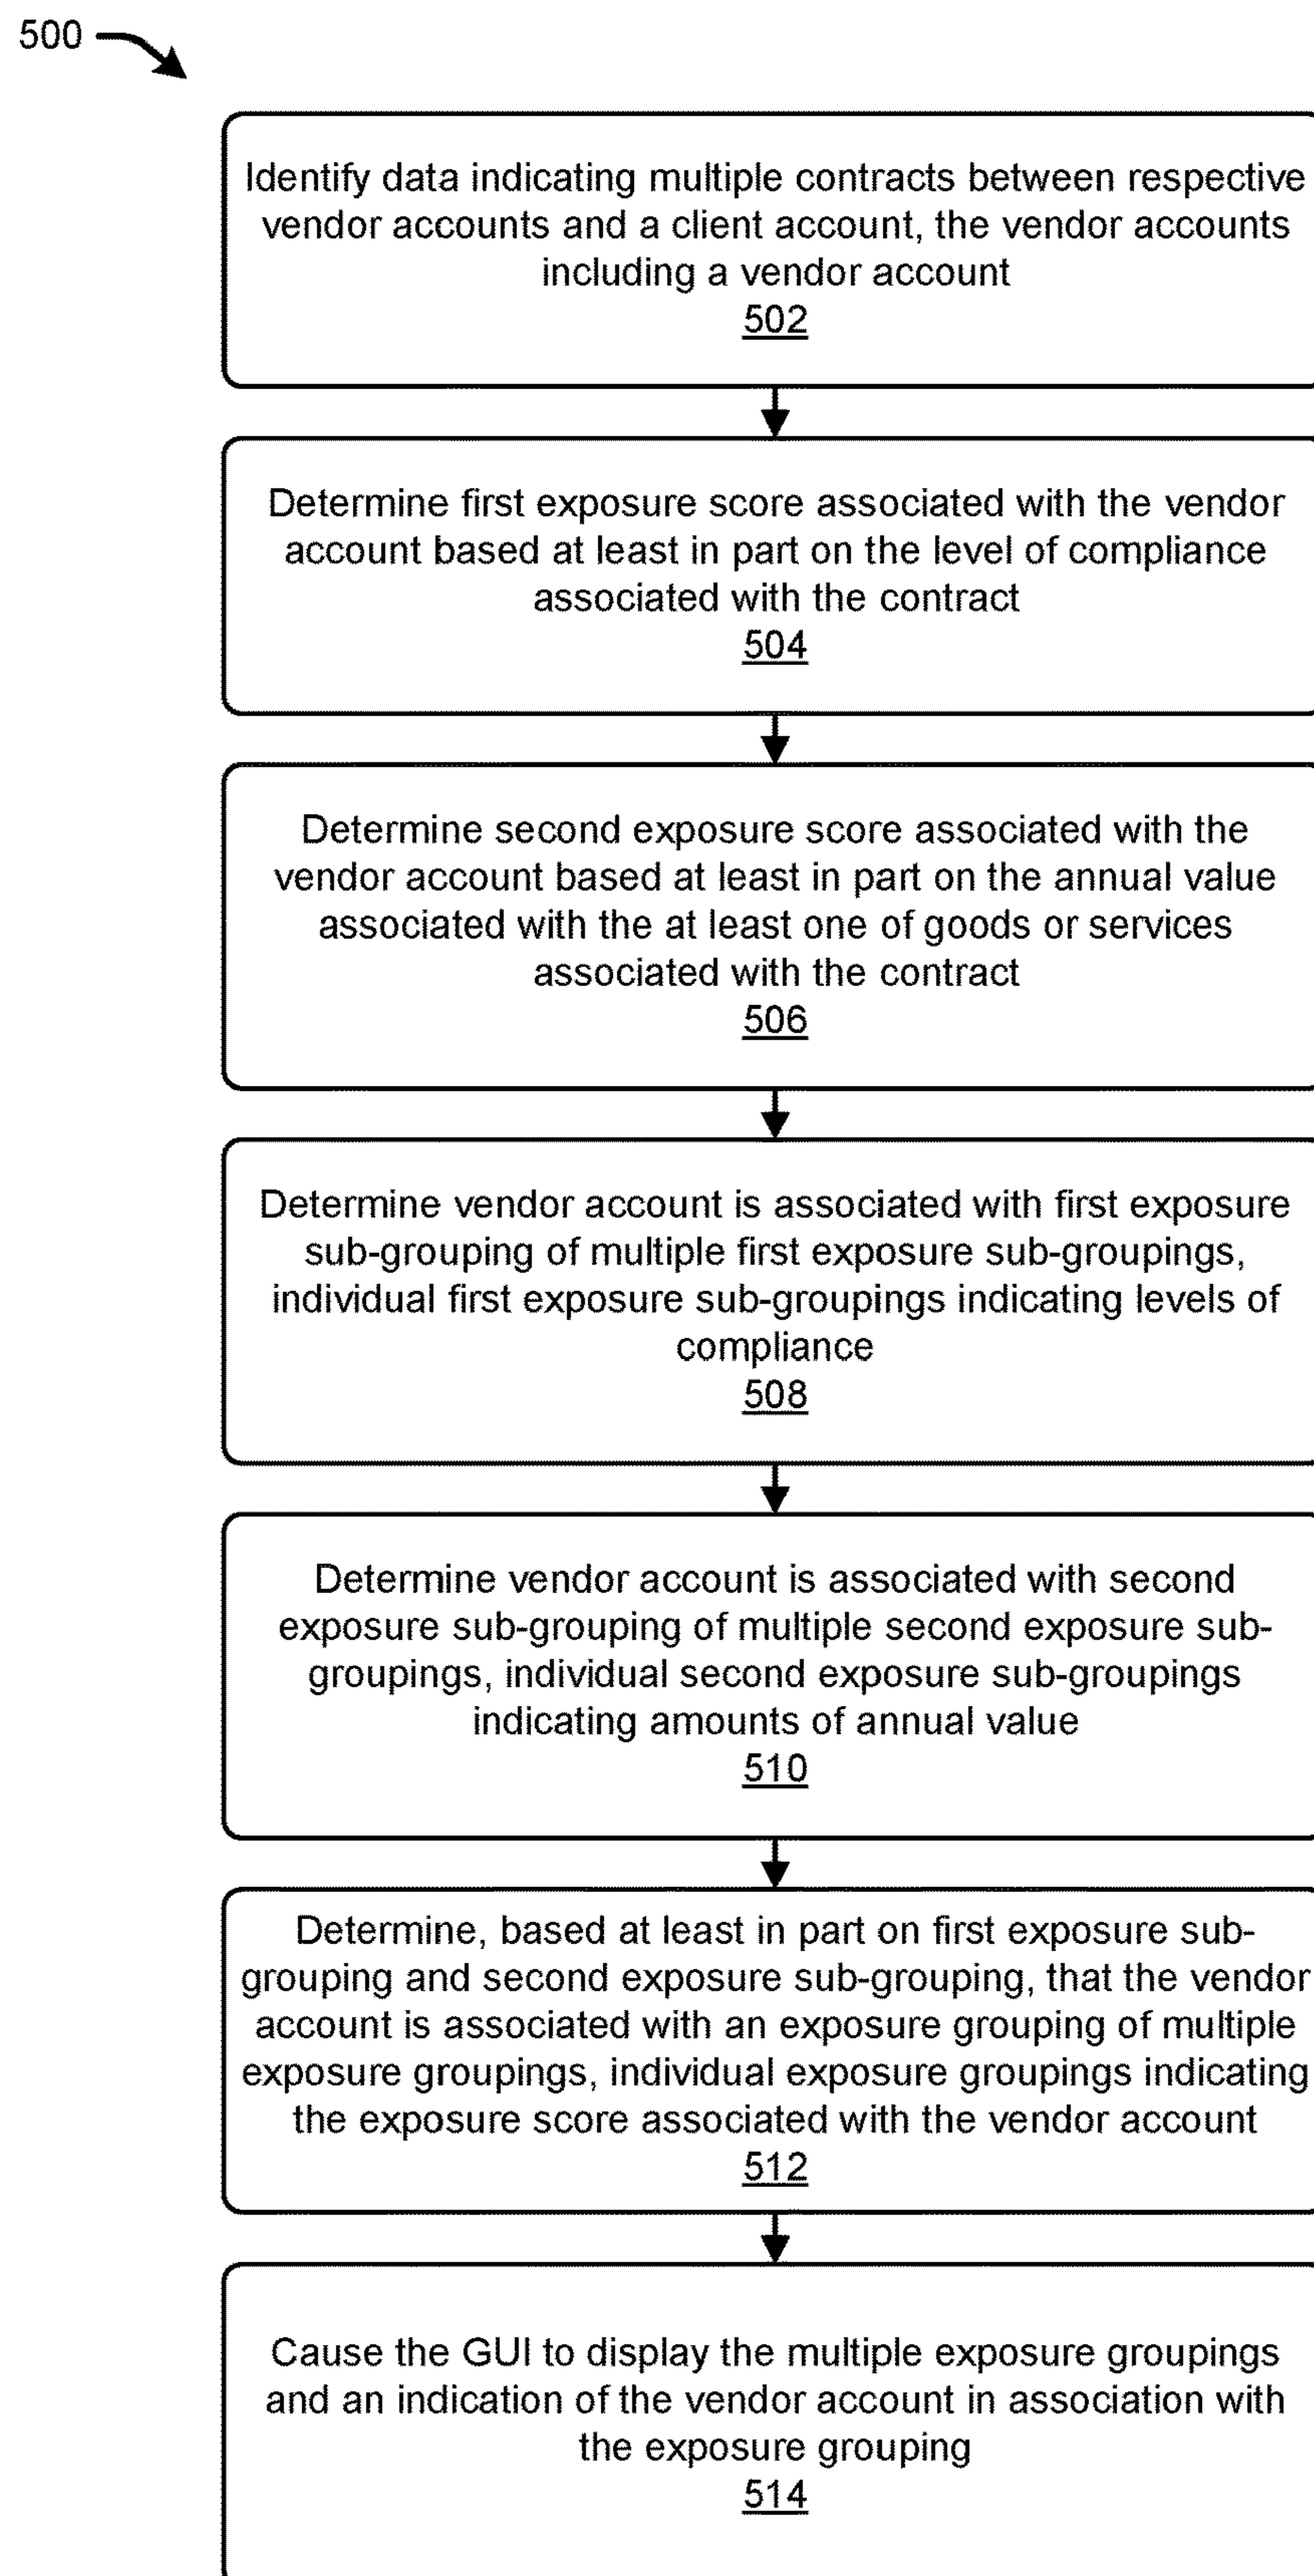 500
Identify data indicating multiple contracts between respective
vendor accounts and a client account, the vendor accounts
including a vendor account
502
Determine first exposure score associated with the vendor
account based at least in part on the level of compliance
associated with the contract
504
Determine second exposure score associated with the
vendor account based at least in part on the annual value
associated with the at least one of goods or services
associated with the contract
506
Determine vendor account is associated with first exposure
sub-grouping of multiple first exposure sub-groupings,
individual first exposure sub-groupings indicating levels of
compliance
508
Determine vendor account is associated with second
exposure sub-grouping of multiple second exposure sub-
groupings, individual second exposure sub-groupings
indicating amounts of annual value
510
Determine, based at least in part on first exposure sub-
grouping and second exposure sub-grouping, that the vendor
account is associated with an exposure grouping of multiple
exposure groupings, individual exposure groupings indicating
the exposure score associated with the vendor account
512
Cause the GUI to display the multiple exposure groupings
and an indication of the vendor account in association with
the exposure grouping
514